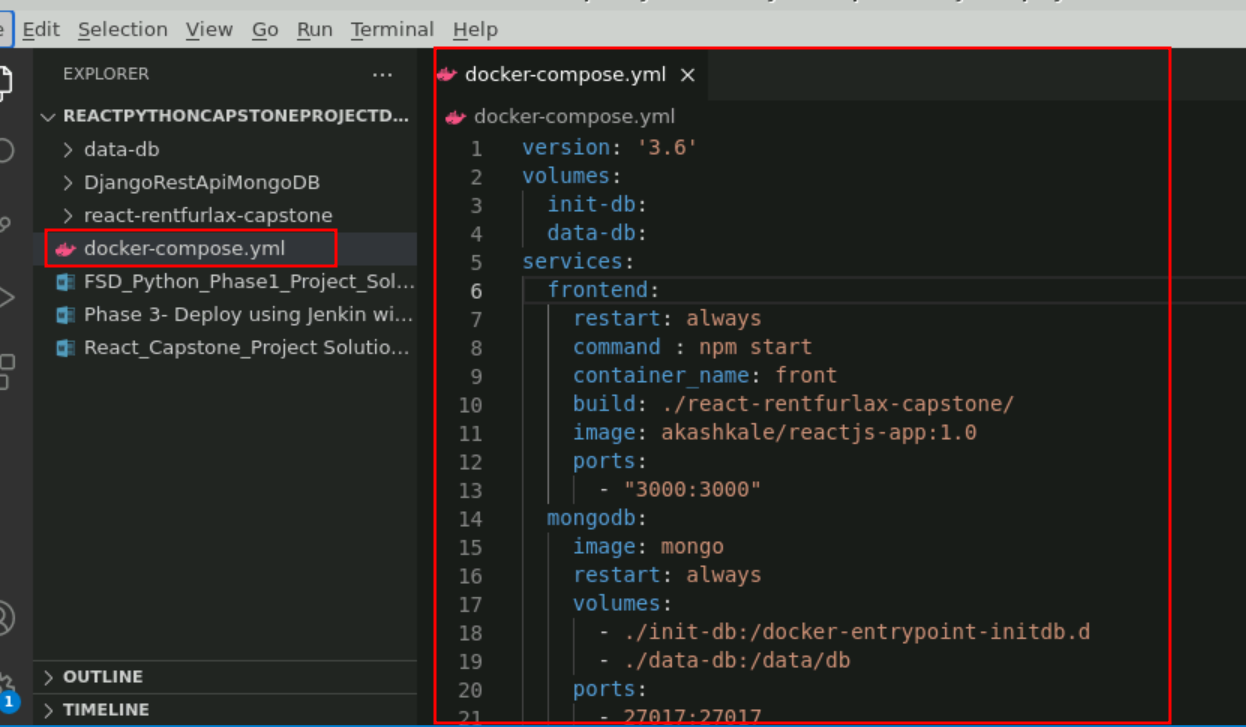 Edit Selection View Go Run Terminal Help
EXPLORER ...
REACTPYTHONCAPSTONEPROJECTD...
data-db
DjangoRestApiMongoDB
react-rentfurlax-capstone
docker-compose.yml
FSD_Python_Phase1_Project_Sol...
Phase 3- Deploy using Jenkin wi...
React_Capstone_Project Solutio...
OUTLINE
TIMELINE
1
docker-compose.yml ×
docker-compose.yml
1 version: '3.6'
2 volumes:
3 init-db:
4 data-db:
5 services:
6 frontend:
7 restart: always
8 command : npm start
9 container_name: front
10 build: ./react-rentfurlax-capstone/
11 image: akashkale/reactjs-app:1.0
12 ports:
13 - "3000:3000"
14 mongodb:
15 image: mongo
16 restart: always
17 volumes:
18 - ./init-db:/docker-entrypoint-initdb.d
19 - ./data-db:/data/db
20 ports:
21 - 27017:27017